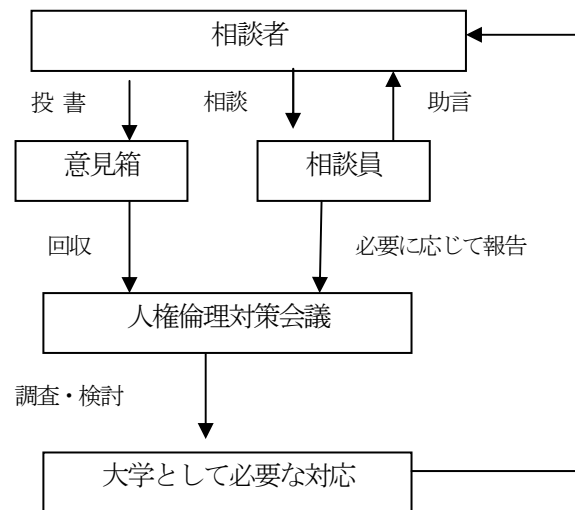 相談者
投 書
相談
助言
意見箱
相談員
回収
必要に応じて報告
人権倫理対策会議
調査・検討
大学として必要な対応